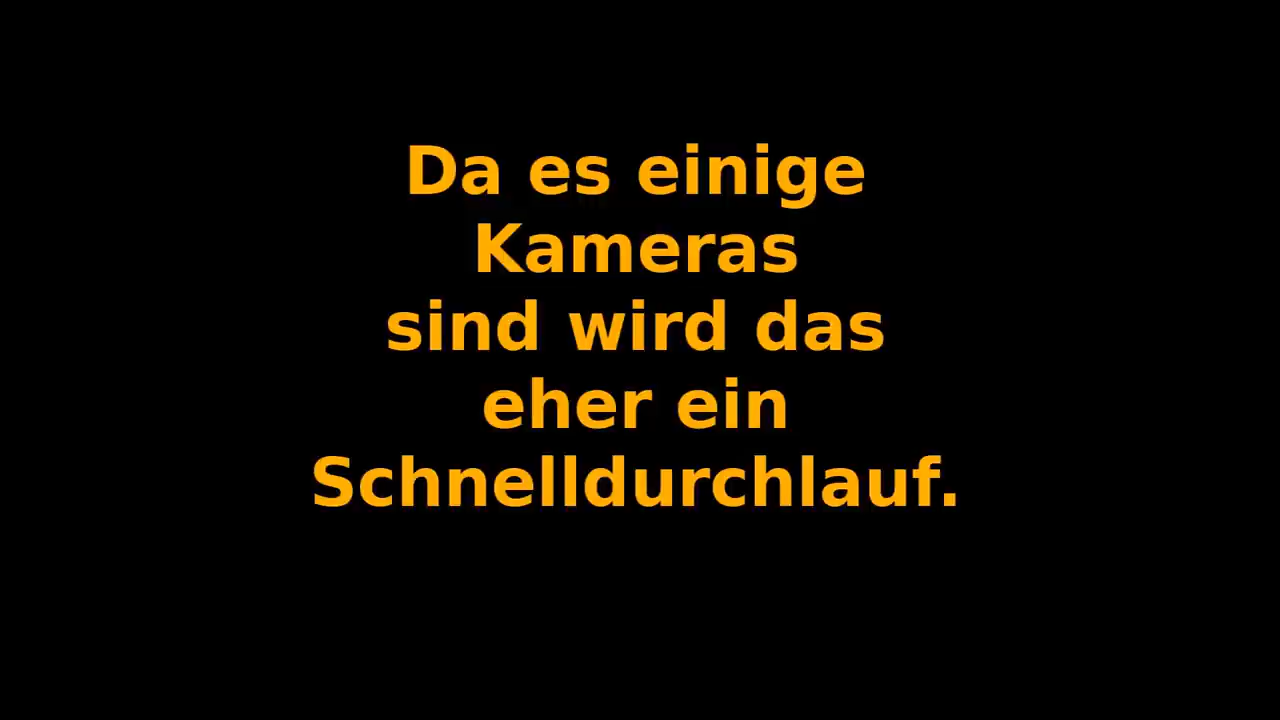 Da es einige
Kameras
sind wird das
eher ein
Schnelldurchlauf.